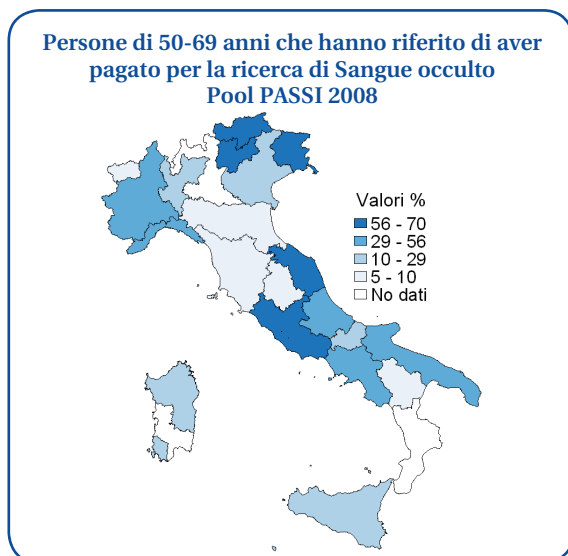 Persone di 50-69 anni che hanno riferito di aver
pagato per la ricerca di Sangue occulto
Pool PASSI 2008
Valori %
56 - 70
29 - 56
10 - 29
5 - 10
No dati